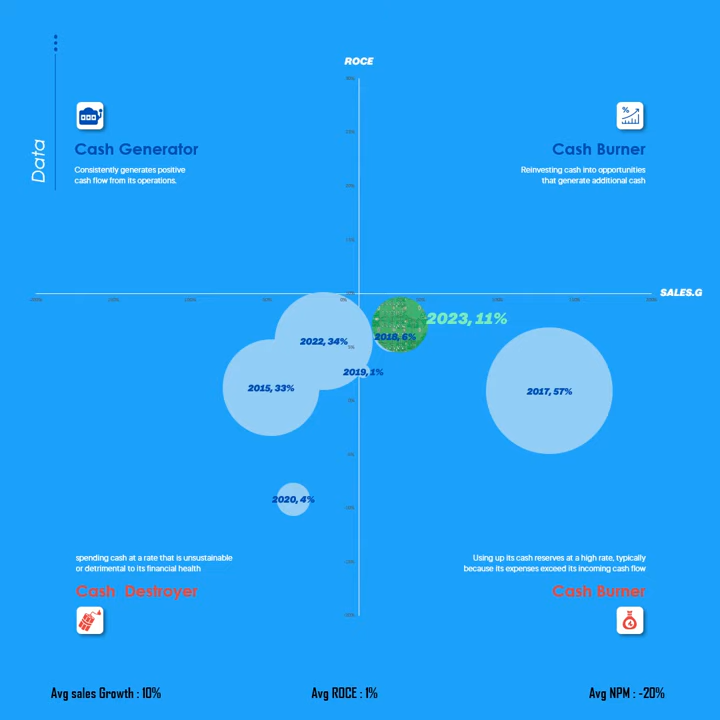 ROCE
Data
Cash Generator
Consistently generates positive
cash flow from its operations.
%
Cash Burner
Reinvesting cash into opportunities
that generate additional cash
SALES.G
2023, 11%
2018, 6%
2022, 34%
2019, 1%
2015, 33%
2017, 57%
2020, 4%
spending cash at a rate that is unsustainable
or detrimental to its financial health
Cash Destroyer
Using up its cash reserves at a high rate, typically
because its expenses exceed its incoming cash flow
Cash Burner
Avg sales Growth : 10%
Avg ROCE : 1%
Avg NPM : -20%